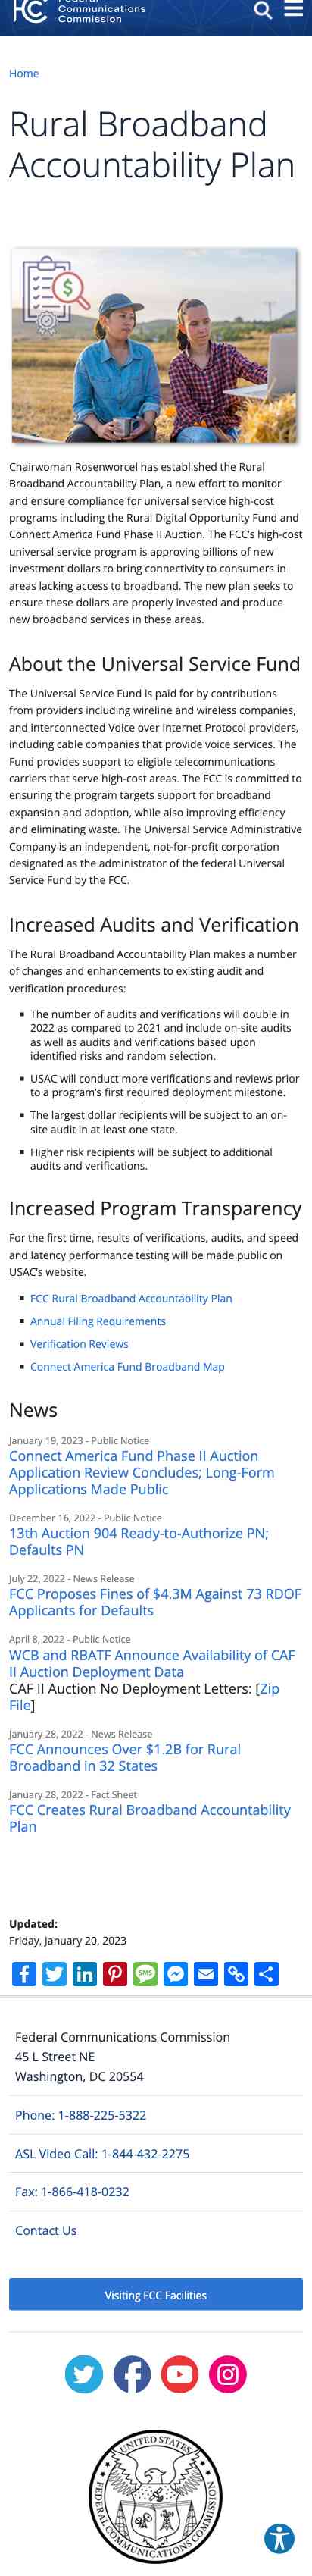 Federal
Communications
Commission
Home
Rural Broadband
Accountability Plan
$
Chairwoman Rosenworcel has established the Rural
Broadband Accountability Plan, a new effort to monitor
and ensure compliance for universal service high-cost
programs including the Rural Digital Opportunity Fund and
Connect America Fund Phase II Auction. The FCC's high-cost
universal service program is approving billions of new
investment dollars to bring connectivity to consumers in
areas lacking access to broadband. The new plan seeks to
ensure these dollars are properly invested and produce
new broadband services in these areas.
About the Universal Service Fund
The Universal Service Fund is paid for by contributions
from providers including wireline and wireless companies,
and interconnected Voice over Internet Protocol providers,
including cable companies that provide voice services. The
Fund provides support to eligible telecommunications
carriers that serve high-cost areas. The FCC is committed to
ensuring the program targets support for broadband
expansion and adoption, while also improving efficiency
and eliminating waste. The Universal Service Administrative
Company is an independent, not-for-profit corporation
designated as the administrator of the federal Universal
Service Fund by the FCC.
Increased Audits and Verification
The Rural Broadband Accountability Plan makes a number
of changes and enhancements to existing audit and
verification procedures:
The number of audits and verifications will double in
2022 as compared to 2021 and include on-site audits
as well as audits and verifications based upon
identified risks and random selection.
USAC will conduct more verifications and reviews prior
to a program's first required deployment milestone.
The largest dollar recipients will be subject to an on-
site audit in at least one state.
Higher risk recipients will be subject to additional
audits and verifications.
Increased Program Transparency
For the first time, results of verifications, audits, and speed
and latency performance testing will be made public on
USAC's website.
FCC Rural Broadband Accountability Plan
Annual Filing Requirements
Verification Reviews
Connect America Fund Broadband Map
News
January 19, 2023 - Public Notice
Connect America Fund Phase II Auction
Application Review Concludes; Long-Form
Applications Made Public
December 16, 2022 - Public Notice
13th Auction 904 Ready-to-Authorize PN;
Defaults PN
July 22, 2022 - News Release
FCC Proposes Fines of $4.3M Against 73 RDOF
Applicants for Defaults
April 8, 2022 - Public Notice
WCB and RBATF Announce Availability of CAF
II Auction Deployment Data
CAF II Auction No Deployment Letters: [Zip
File]
January 28, 2022 - News Release
FCC Announces Over $1.2B for Rural
Broadband in 32 States
January 28, 2022 - Fact Sheet
FCC Creates Rural Broadband Accountability
Plan
Updated:
Friday, January 20, 2023
SMS
Federal Communications Commission
45 L Street NE
Washington, DC 20554
Phone: 1-888-225-5322
ASL Video Call: 1-844-432-2275
Fax: 1-866-418-0232
Contact Us
Visiting FCC Facilities
UNITED STATES
FEDERAL COMMUNICATIONS COMMISSION